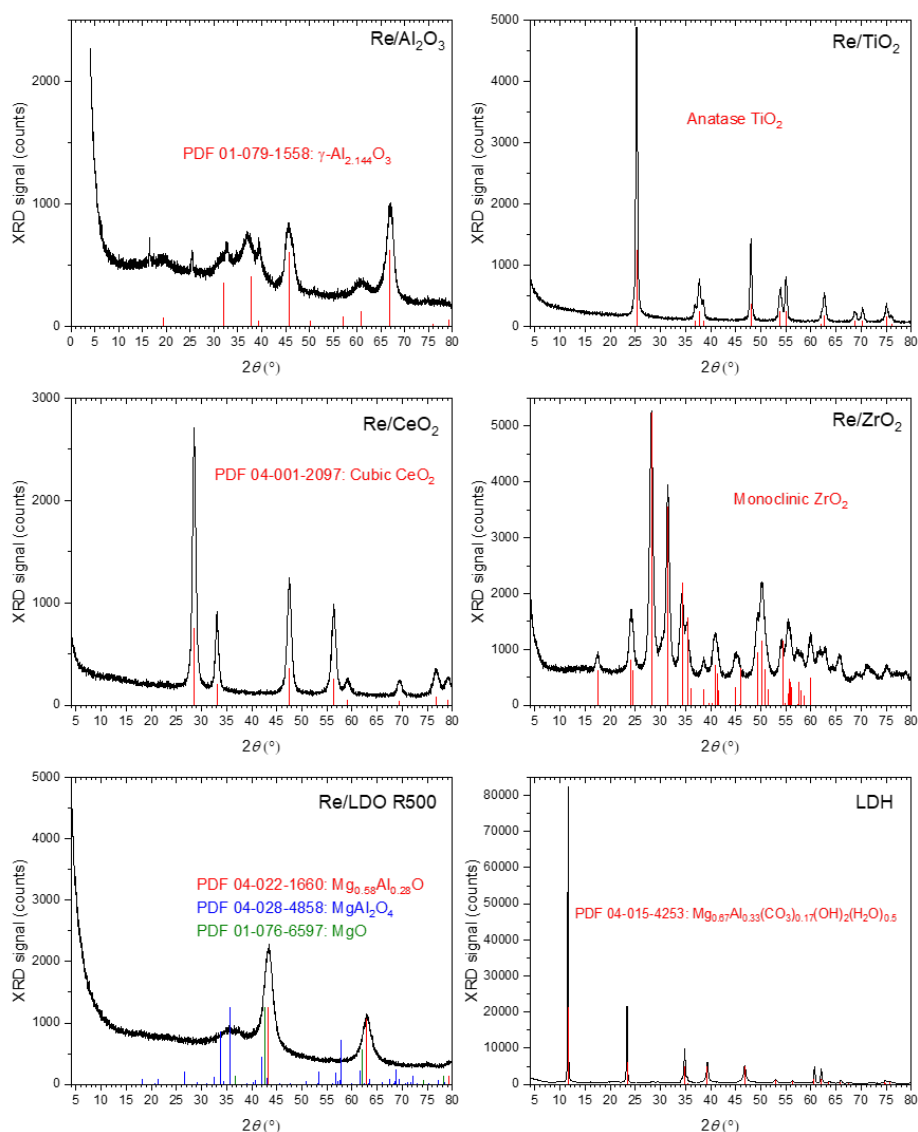 Re/Al₂O₃
PDF 01-079-1558: γ-Al₂.₁₄₄O₃
XRD signal (counts)
2000
1000
0
0 5 10 15 20 25 30 35 40 45 50 55 60 65 70 75 80
2θ (°)
Re/TiO₂
Anatase TiO₂
XRD signal (counts)
5000
4000
3000
2000
1000
0
5 10 15 20 25 30 35 40 45 50 55 60 65 70 75 80
2θ (°)
Re/CeO₂
PDF 04-001-2097: Cubic CeO₂
XRD signal (counts)
3000
2000
1000
0
5 10 15 20 25 30 35 40 45 50 55 60 65 70 75 80
2θ (°)
Re/ZrO₂
Monoclinic ZrO₂
XRD signal (counts)
5000
4000
3000
2000
1000
0
5 10 15 20 25 30 35 40 45 50 55 60 65 70 75 80
2θ (°)
Re/LDO R500
PDF 04-022-1660: Mg₀.₅₈Al₀.₂₈O
PDF 04-028-4858: MgAl₂O₄
PDF 01-076-6597: MgO
XRD signal (counts)
5000
4000
3000
2000
1000
0
5 10 15 20 25 30 35 40 45 50 55 60 65 70 75 80
2θ (°)
LDH
PDF 04-015-4253: Mg₀.₆₇Al₀.₃₃(CO₃)₀.₁₇(OH)₂(H₂O)₀.₅
XRD signal (counts)
80000
70000
60000
50000
40000
30000
20000
10000
0
5 10 15 20 25 30 35 40 45 50 55 60 65 70 75 80
2θ (°)